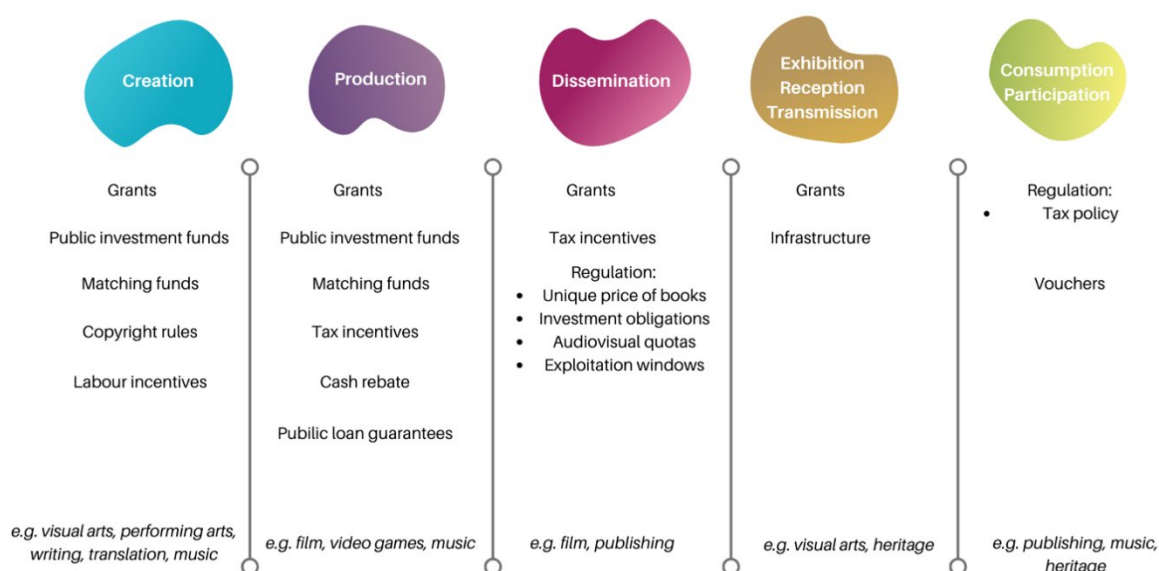 Creation
Grants
Public investment funds
Matching funds
Copyright rules
Labour incentives
e.g. visual arts, performing arts,
writing, translation, music
Production
Grants
Public investment funds
Matching funds
Tax incentives
Cash rebate
Pubilic loan guarantees
e.g. film, video games, music
Dissemination
Grants
Tax incentives
Regulation:
• Unique price of books
• Investment obligations
• Audiovisual quotas
• Exploitation windows
e.g. film, publishing
Exhibition
Reception
Transmission
Grants
Infrastructure
e.g. visual arts, heritage
Consumption
Participation
Regulation:
• Tax policy
Vouchers
e.g. publishing, music,
heritage